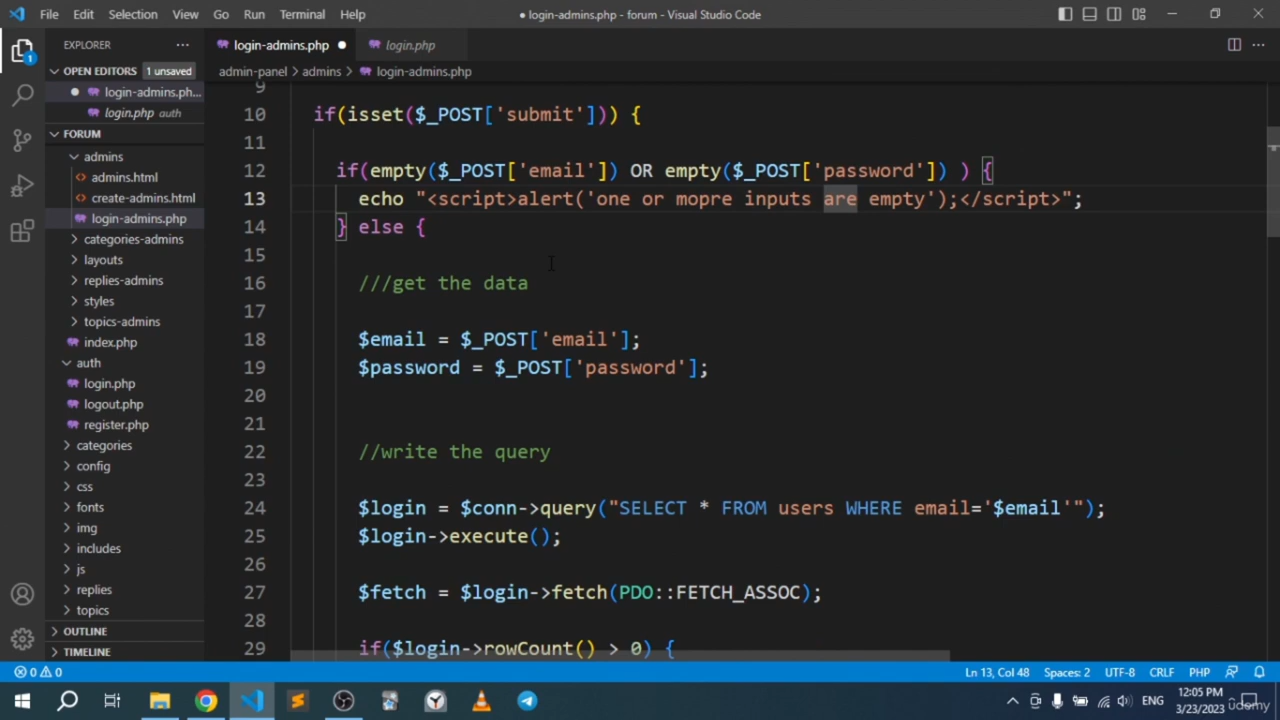 File Edit Selection View Go Run Terminal Help
● login-admins.php - forum - Visual Studio Code
EXPLORER
login-admins.php
login.php
OPEN EDITORS 1 unsaved
admin-panel > admins > login-admins.php
login-admins.ph...
login.php auth
FORUM
admins
admins.html
create-admins.html
login-admins.php
categories-admins
layouts
replies-admins
styles
topics-admins
index.php
auth
login.php
logout.php
register.php
categories
config
css
fonts
img
includes
js
replies
topics
OUTLINE
TIMELINE
9
10 if(isset($_POST['submit'])) {
11
12 if(empty($_POST['email']) OR empty($_POST['password']) ) {
13 echo "<script>alert('one or mopre inputs are empty');</script>";
14 } else {
15
16 ///get the data
17
18 $email = $_POST['email'];
19 $password = $_POST['password'];
20
21
22 //write the query
23
24 $login = $conn->query("SELECT * FROM users WHERE email='$email'");
25 $login->execute();
26
27 $fetch = $login->fetch(PDO::FETCH_ASSOC);
28
29 if($login->rowCount() > 0) {
0 0 Ln 13, Col 48 Spaces: 2 UTF-8 CRLF PHP
1
ENG
12:05 PM
3/23/2023
udemy